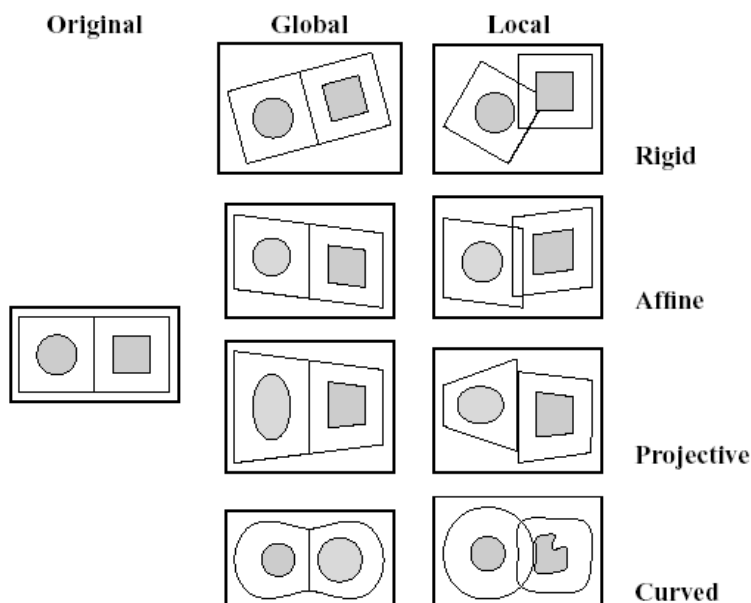 Original Global Local
Rigid
Affine
Projective
Curved